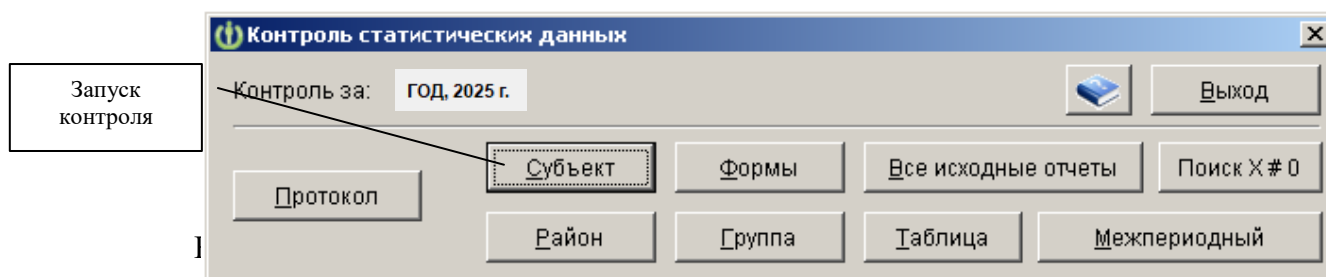 Контроль статистических данных
Запуск
контроля
Контроль за: ГОД, 2025 г. Выход
Протокол
Субъект Формы Все исходные отчеты Поиск X # 0
Район Группа Таблица Межпериодный